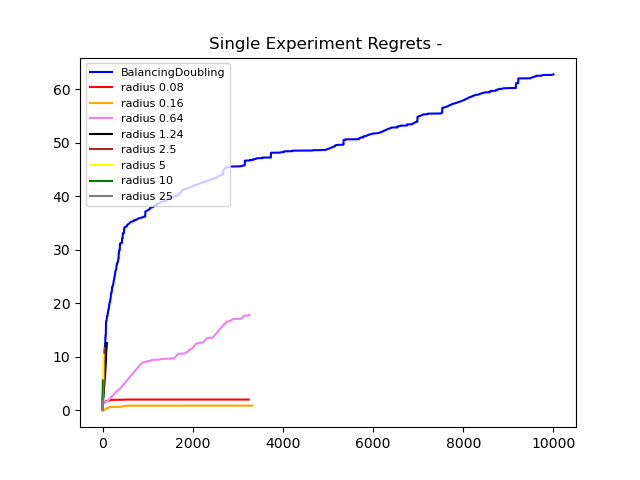 Single Experiment Regrets -
BalancingDoubling
radius 0.08
radius 0.16
radius 0.64
radius 1.24
radius 2.5
radius 5
radius 10
radius 25
60
50
40
30
20
10
0
0 2000 4000 6000 8000 10000